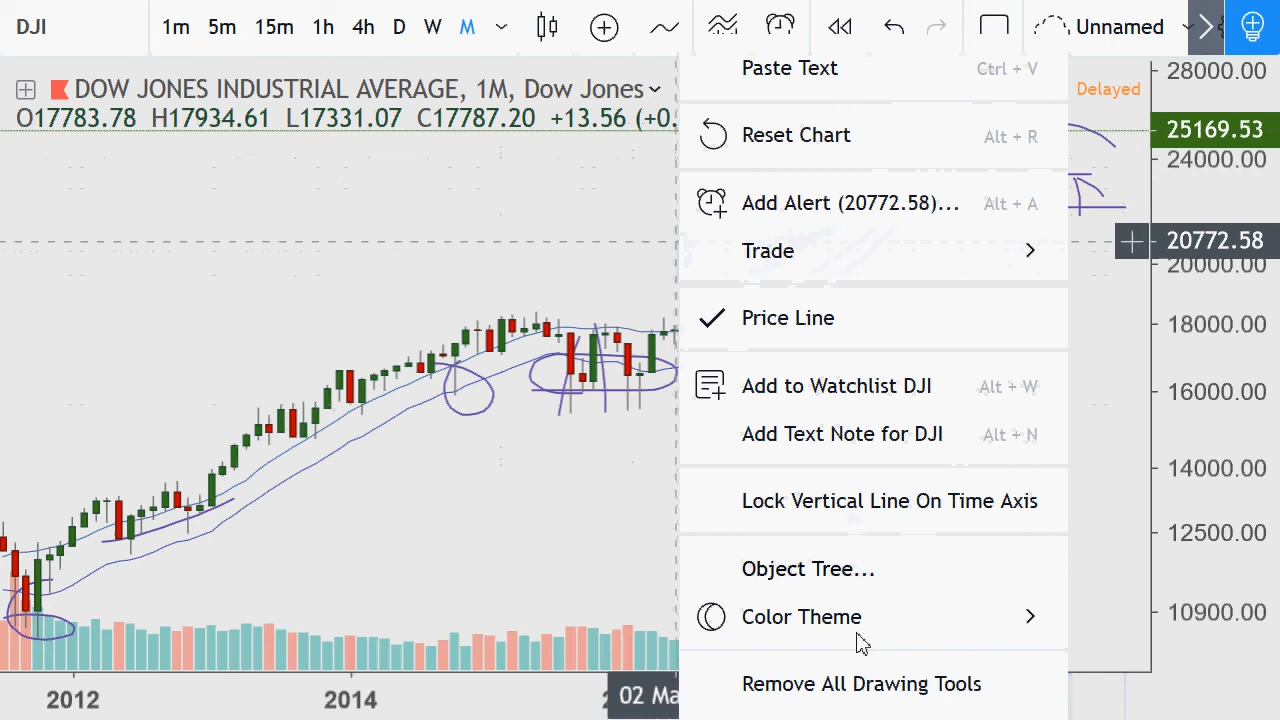 DJI 1m 5m 15m 1h 4h D W M Unnamed
DOW JONES INDUSTRIAL AVERAGE, 1M, Dow Jones
O17783.78 H17934.61 L17331.07 C17787.20 +13.56 (+0.
Delayed
28000.00
25169.53
24000.00
20772.58
20000.00
18000.00
16000.00
14000.00
12500.00
10900.00
Paste Text Ctrl + V
Reset Chart Alt + R
Add Alert (20772.58)... Alt + A
Trade
Price Line
Add to Watchlist DJI Alt + W
Add Text Note for DJI Alt + N
Lock Vertical Line On Time Axis
Object Tree...
Color Theme
Remove All Drawing Tools
2012 2014 02 Ma